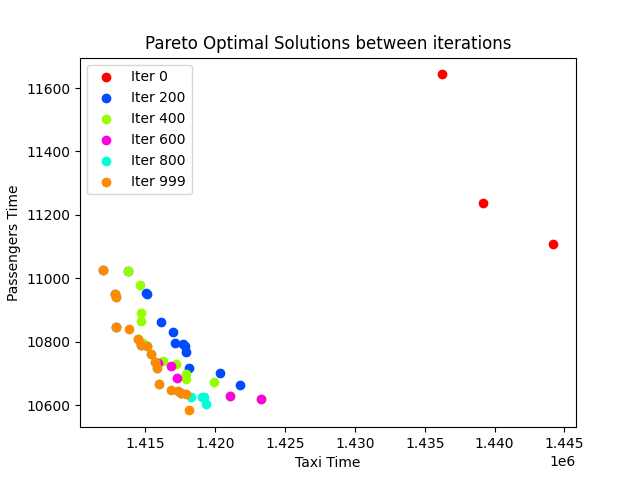 Pareto Optimal Solutions between iterations
Iter 0
Iter 200
Iter 400
Iter 600
Iter 800
Iter 999
Passengers Time
11600
11400
11200
11000
10800
10600
1.415 1.420 1.425 1.430 1.435 1.440 1.445
1e6
Taxi Time